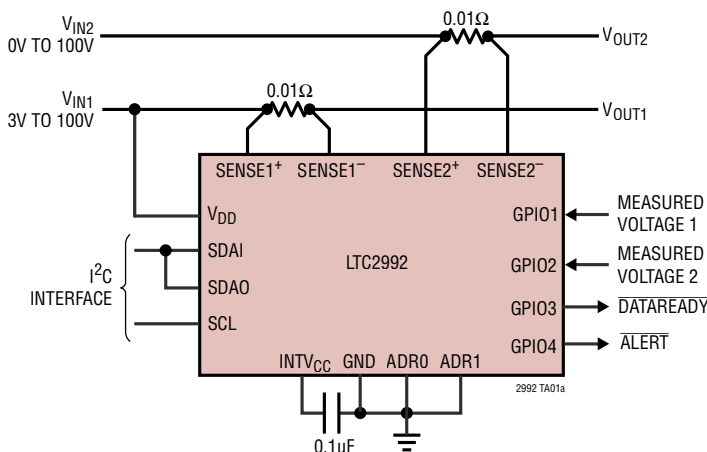 V_IN2
0V TO 100V
0.01Ω
V_OUT2
V_IN1
3V TO 100V
0.01Ω
V_OUT1
SENSE1+ SENSE1− SENSE2+ SENSE2−
V_DD
GPIO1
MEASURED
VOLTAGE 1
I²C
INTERFACE
SDAI
SDAO
SCL
LTC2992
GPIO2
MEASURED
VOLTAGE 2
GPIO3
DATAREADY
GPIO4
ALERT
INTV_CC GND ADR0 ADR1
2992 TA01a
0.1uF